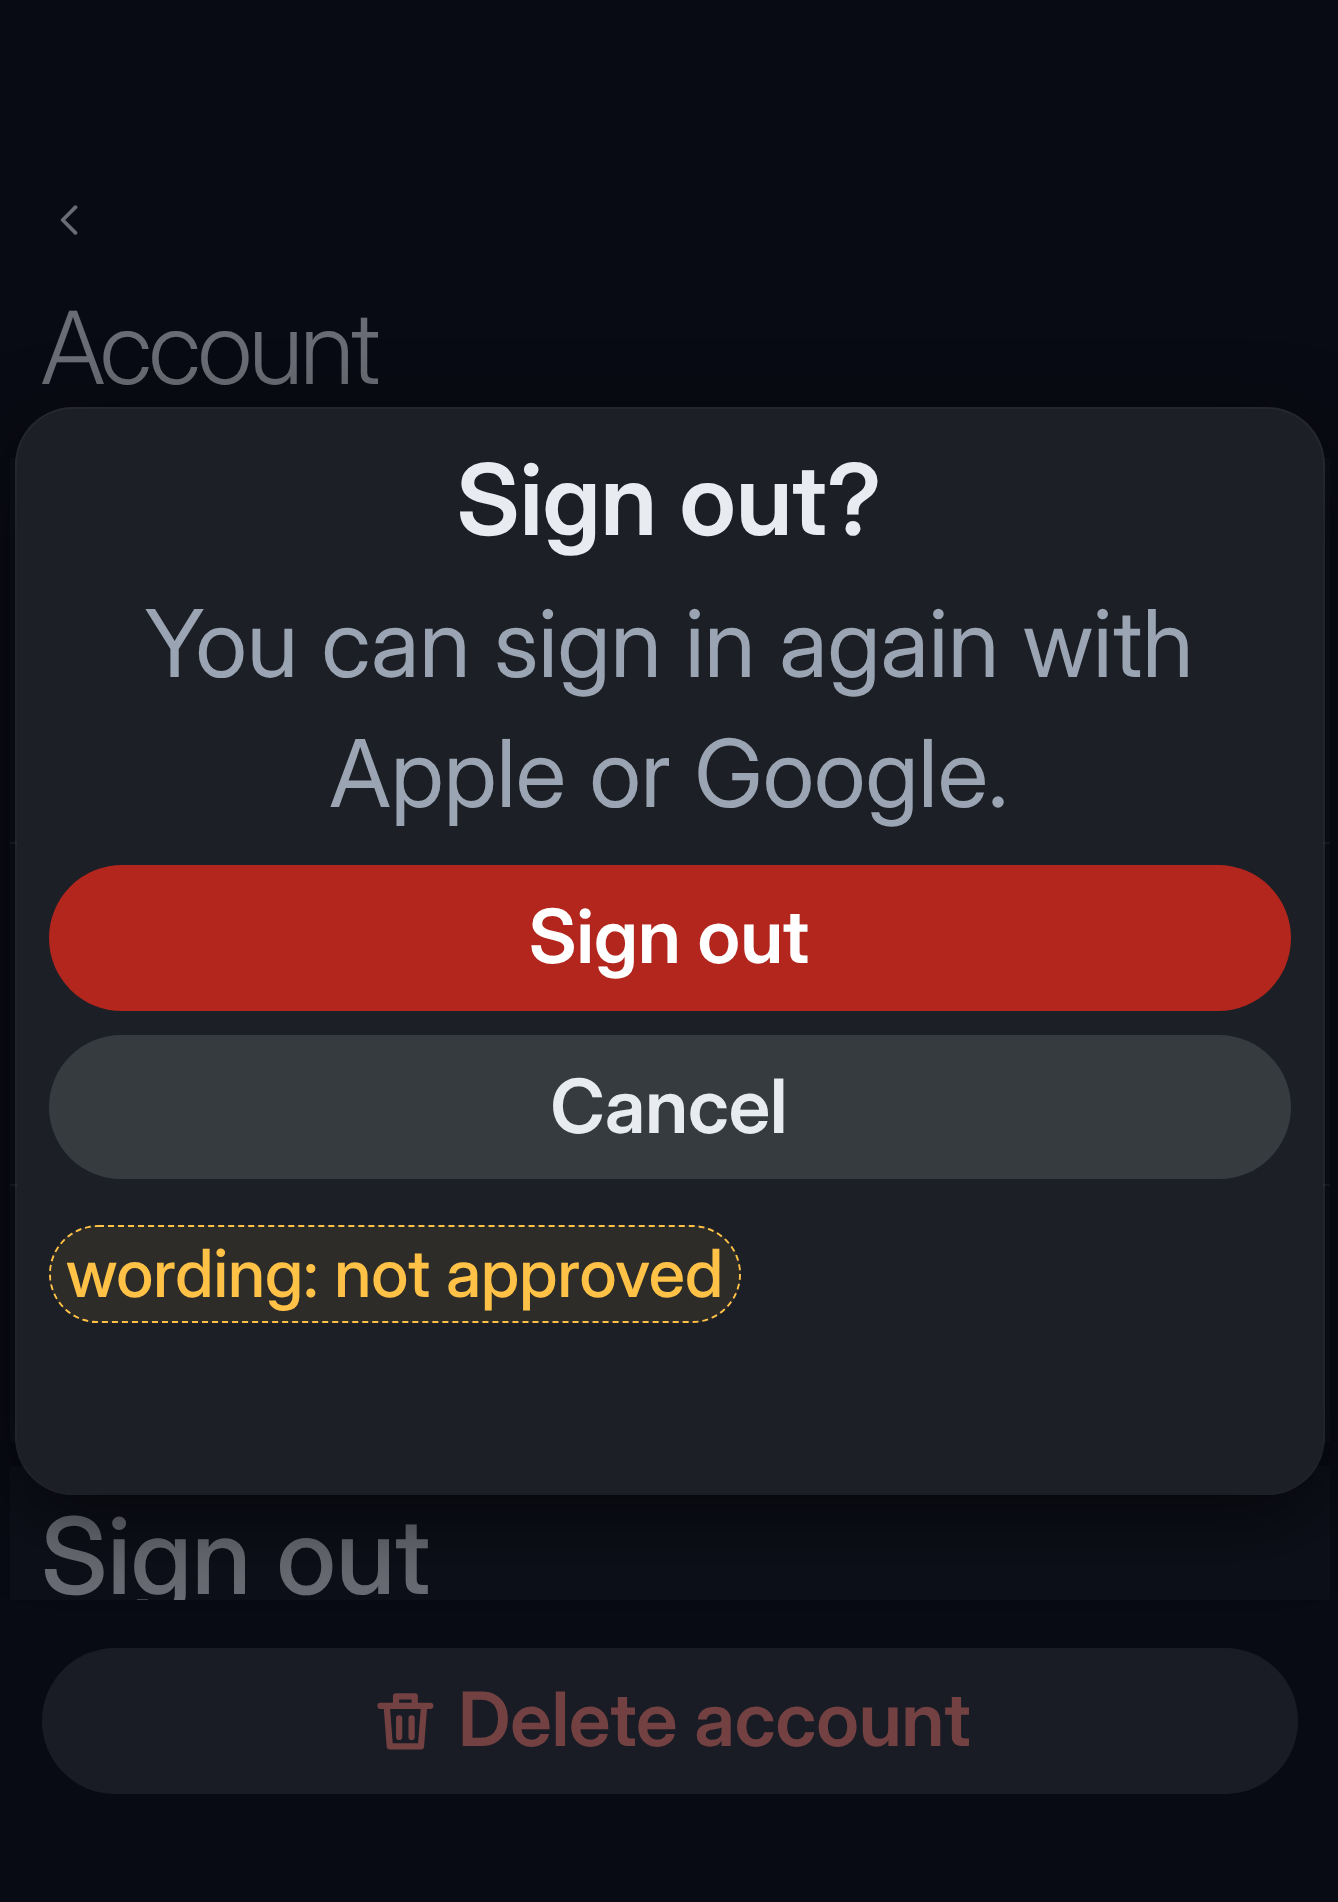 Account
Sign out?
You can sign in again with
Apple or Google.
Sign out
Cancel
wording: not approved
Sign out
Delete account